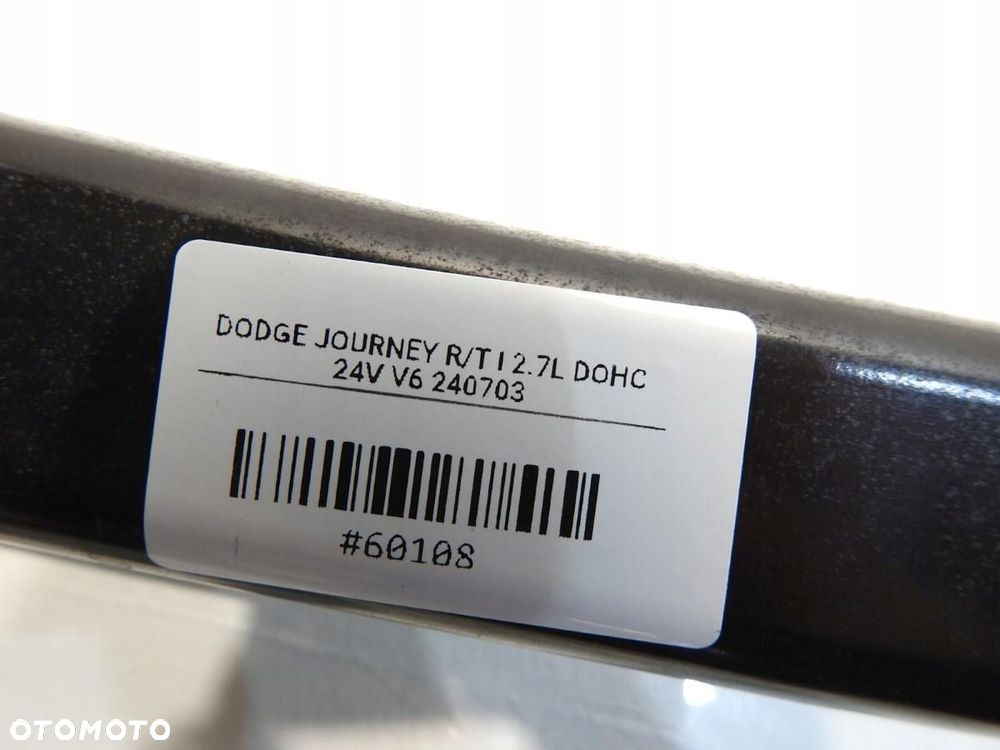 DODGE JOURNEY R/T I 2.7L DOHC
24V V6 240703
#60108
OTOMOTO